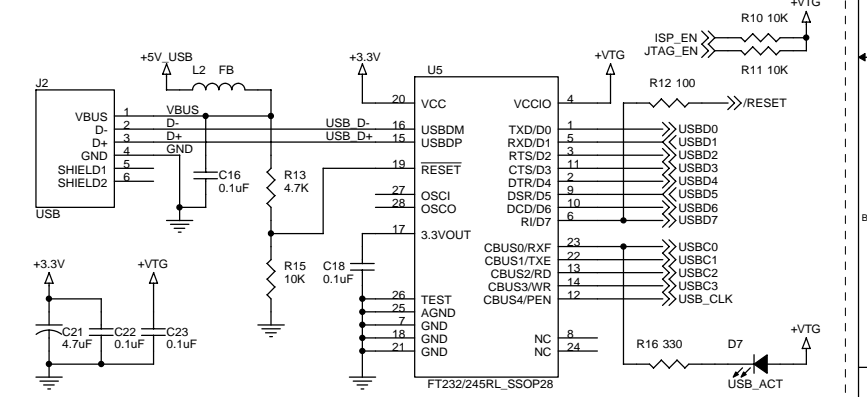 +VTG
R10 10K
ISP_EN
JTAG_EN
R11 10K
+5V_USB
L2 FB
+3.3V
U5
+VTG
R12 100
/RESET
J2
VBUS 1 VBUS
D- 2 D- USB_D- 16 USBDM
D+ 3 D+ USB_D+ 15 USBDP
GND 4 GND
SHIELD1 5
SHIELD2 6
USB
C16
0.1uF
R13
4.7K
R15
10K
C18
0.1uF
20 VCC
19 RESET
27 OSCI
28 OSCO
17 3.3VOUT
26 TEST
25 AGND
7 GND
18 GND
21 GND
VCCIO 4
TXD/D0 1 USBD0
RXD/D1 5 USBD1
RTS/D2 3 USBD2
CTS/D3 11 USBD3
DTR/D4 2 USBD4
DSR/D5 9 USBD5
DCD/D6 10 USBD6
RI/D7 6 USBD7
CBUS0/RXF 23 USBC0
CBUS1/TXE 22 USBC1
CBUS2/RD 13 USBC2
CBUS3/WR 14 USBC3
CBUS4/PEN 12 USB_CLK
NC 8
NC 24
FT232/245RL_SSOP28
+3.3V
+VTG
C21
4.7uF
C22
0.1uF
C23
0.1uF
R16 330
D7
+VTG
USB_ACT
B